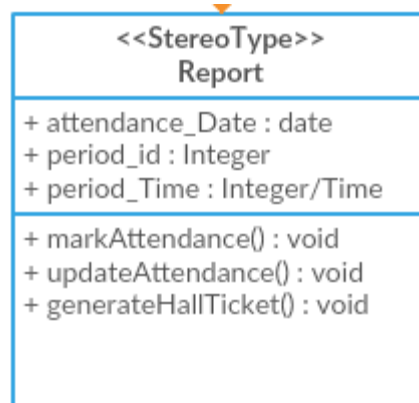 <<StereoType>>
Report
+ attendance_Date : date
+ period_id : Integer
+ period_Time : Integer/Time
+ markAttendance() : void
+ updateAttendance() : void
+ generateHallTicket() : void